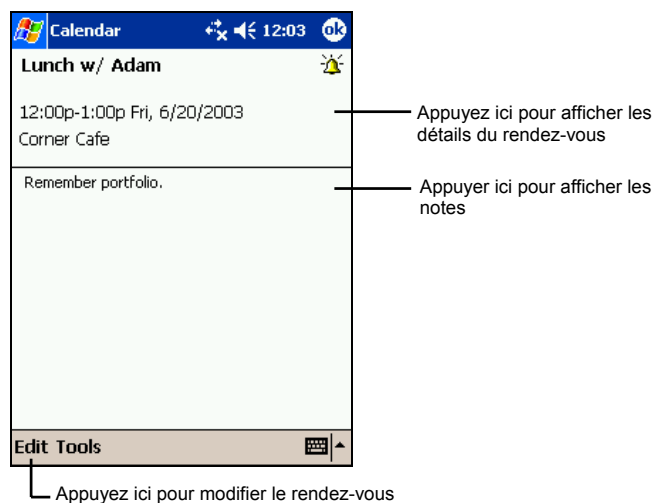 Calendar 12:03 ok
Lunch w/ Adam
12:00p-1:00p Fri, 6/20/2003
Corner Cafe
Appuyez ici pour afficher les
détails du rendez-vous
Remember portfolio.
Appuyer ici pour afficher les
notes
Edit Tools
Appuyez ici pour modifier le rendez-vous